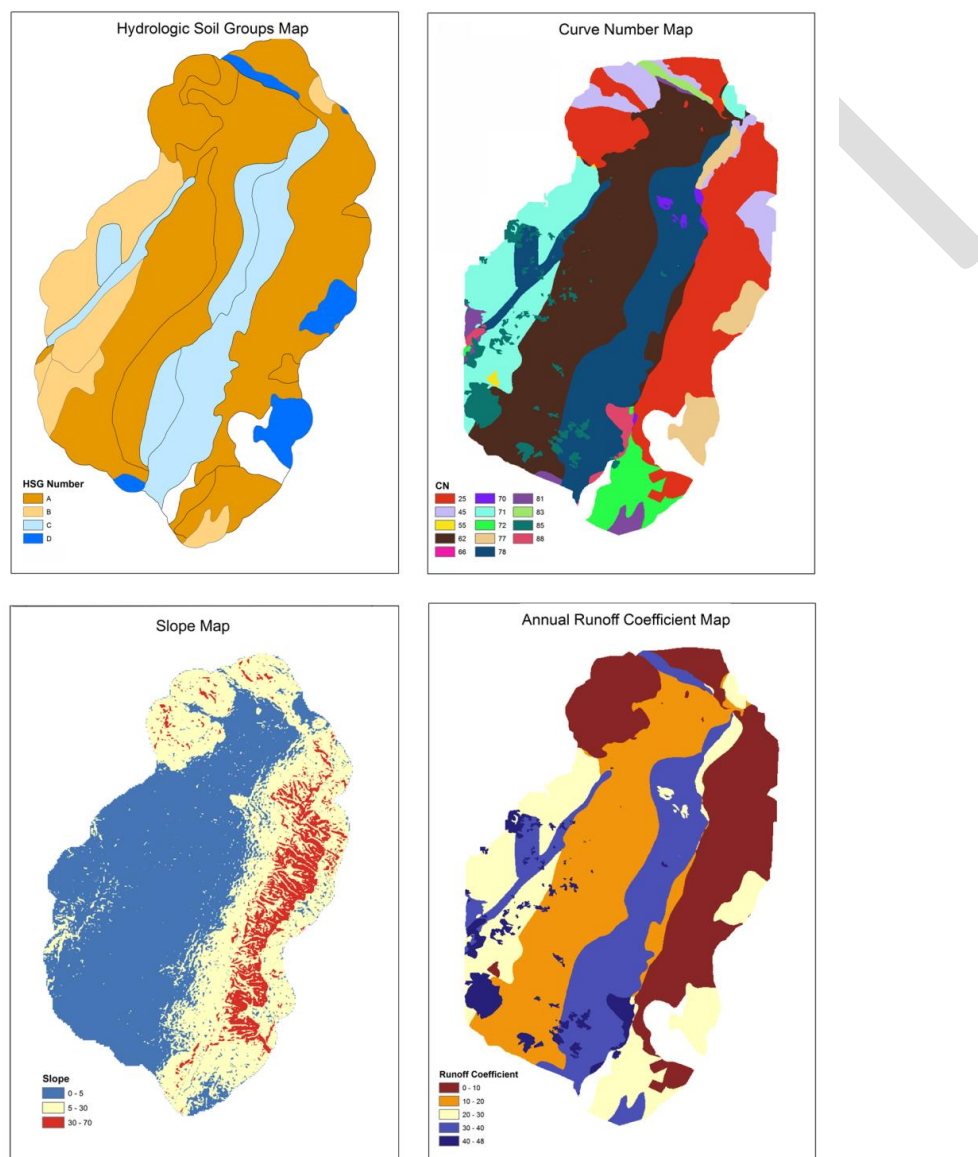 Hydrologic Soil Groups Map
HSG Number
A
B
C
D
Curve Number Map
CN
25 70 81
45 71 83
55 72 85
62 77 88
66 78
Slope Map
Slope
0 - 5
5 - 30
30 - 70
Annual Runoff Coefficient Map
Runoff Coefficient
0 - 10
10 - 20
20 - 30
30 - 40
40 - 48